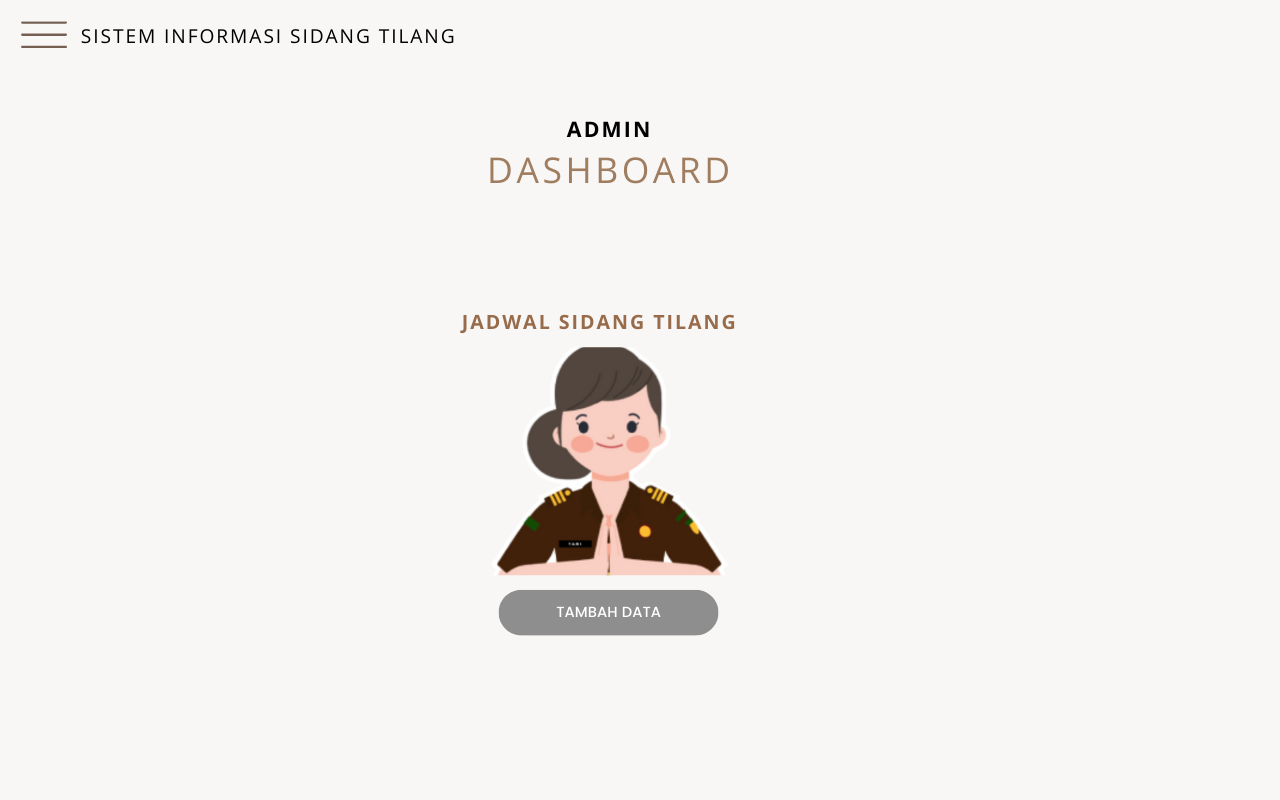 SISTEM INFORMASI SIDANG TILANG
ADMIN
DASHBOARD
JADWAL SIDANG TILANG
TAMBAH DATA